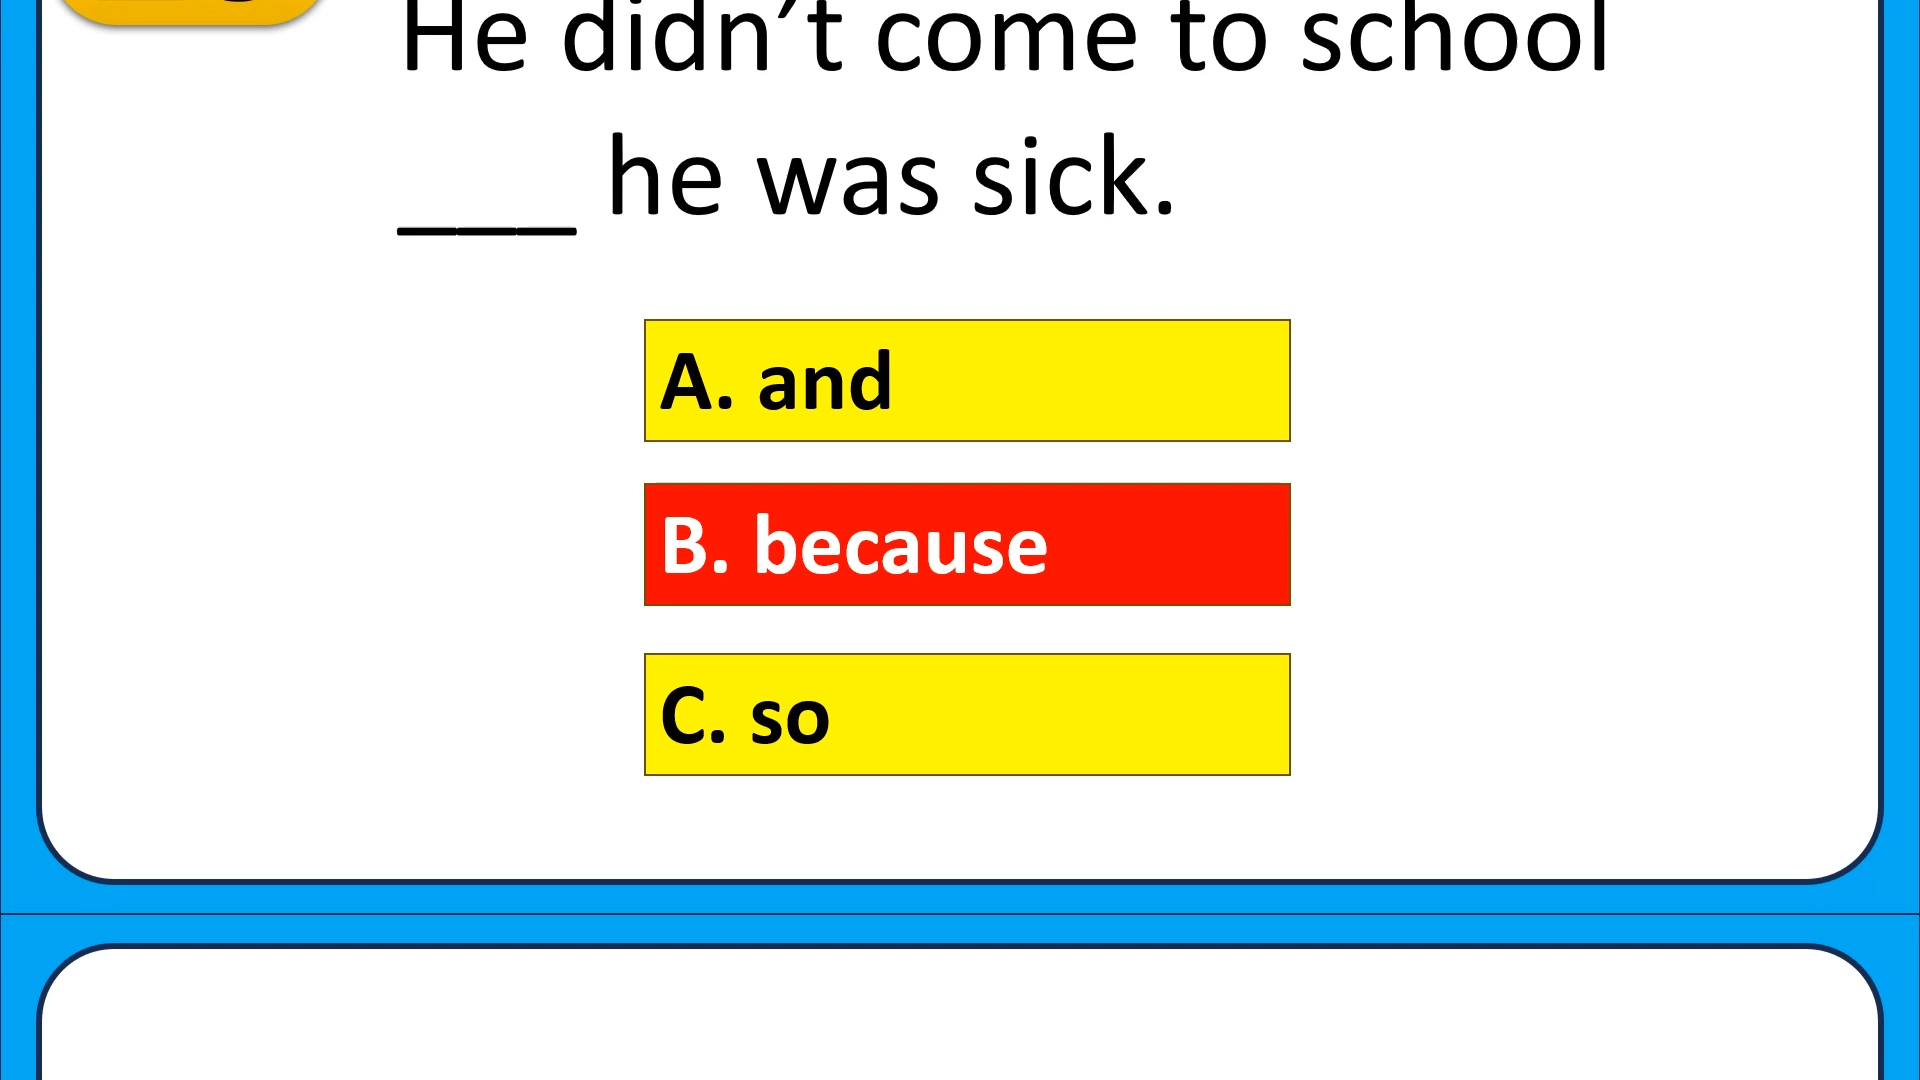 He didn't come to school
___ he was sick.
A. and
B. because
C. so